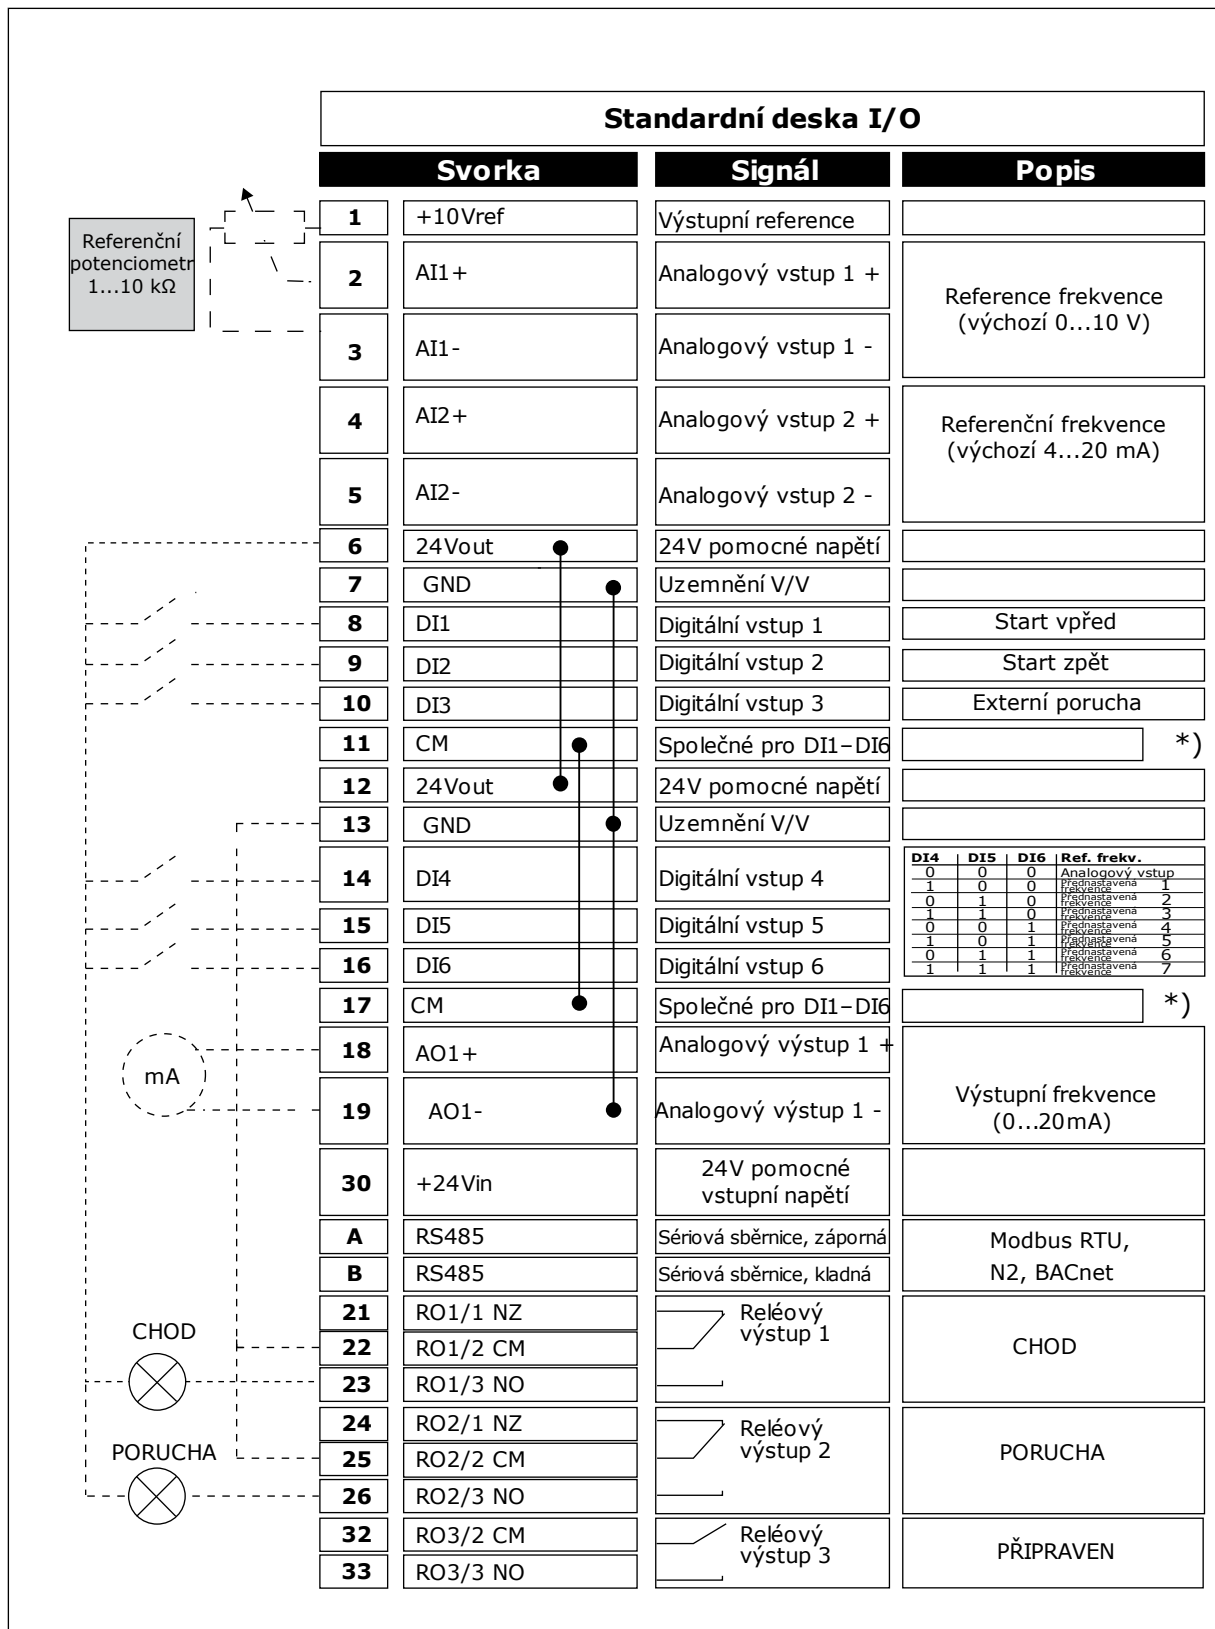 Standardní deska I/O
Svorka Signál Popis
Referenční
potenciometr
1...10 kΩ
1 +10Vref Výstupní reference
2 AI1+ Analogový vstup 1 +
Reference frekvence
(výchozí 0...10 V)
3 AI1- Analogový vstup 1 -
4 AI2+ Analogový vstup 2 +
Referenční frekvence
(výchozí 4...20 mA)
5 AI2- Analogový vstup 2 -
6 24Vout 24V pomocné napětí
7 GND Uzemnění V/V
8 DI1 Digitální vstup 1 Start vpřed
9 DI2 Digitální vstup 2 Start zpět
10 DI3 Digitální vstup 3 Externí porucha
11 CM Společné pro DI1–DI6 *)
12 24Vout 24V pomocné napětí
13 GND Uzemnění V/V
14 DI4 Digitální vstup 4
15 DI5 Digitální vstup 5
16 DI6 Digitální vstup 6
DI4 DI5 DI6 Ref. frekv.
0 0 0 Analogový vstup
1 0 0 Přednastavená frekvence 1
0 1 0 Přednastavená frekvence 2
1 1 0 Přednastavená frekvence 3
0 0 1 Přednastavená frekvence 4
1 0 1 Přednastavená frekvence 5
0 1 1 Přednastavená frekvence 6
1 1 1 Přednastavená frekvence 7
17 CM Společné pro DI1–DI6 *)
18 AO1+ Analogový výstup 1 +
mA
19 AO1- Analogový výstup 1 -
Výstupní frekvence
(0...20mA)
30 +24Vin 24V pomocné
vstupní napětí
A RS485 Sériová sběrnice, záporná
B RS485 Sériová sběrnice, kladná
Modbus RTU,
N2, BACnet
21 RO1/1 NZ
22 RO1/2 CM
23 RO1/3 NO
Reléový
výstup 1
CHOD
CHOD
24 RO2/1 NZ
25 RO2/2 CM
26 RO2/3 NO
Reléový
výstup 2
PORUCHA
PORUCHA
32 RO3/2 CM
33 RO3/3 NO
Reléový
výstup 3
PŘIPRAVEN